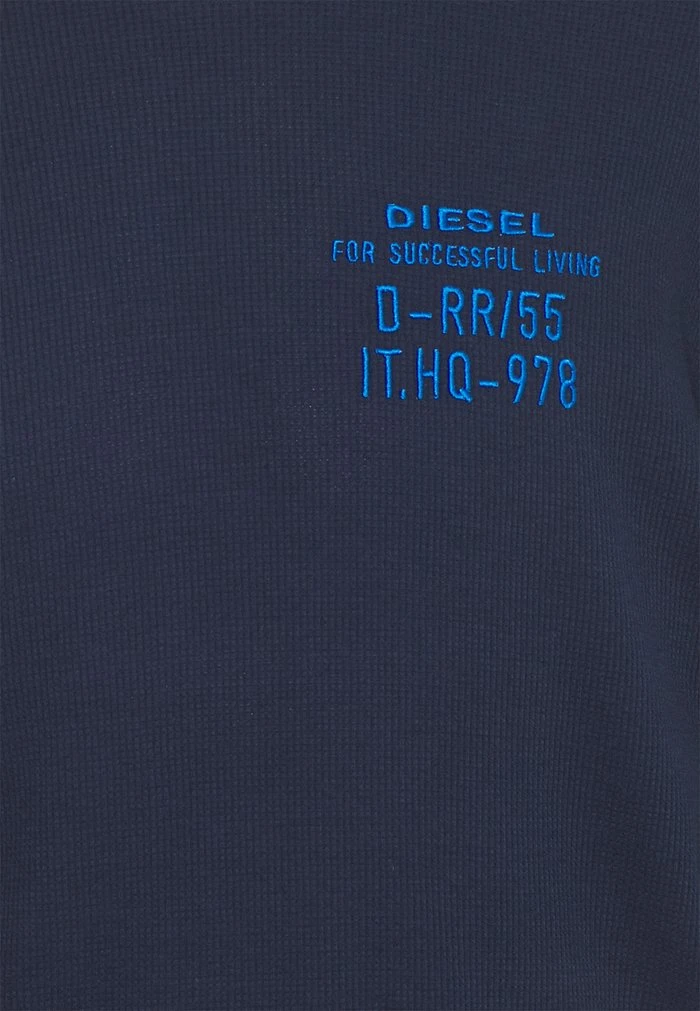 DIESEL
FOR SUCCESSFUL LIVING
D-RR/55
IT.HQ-978